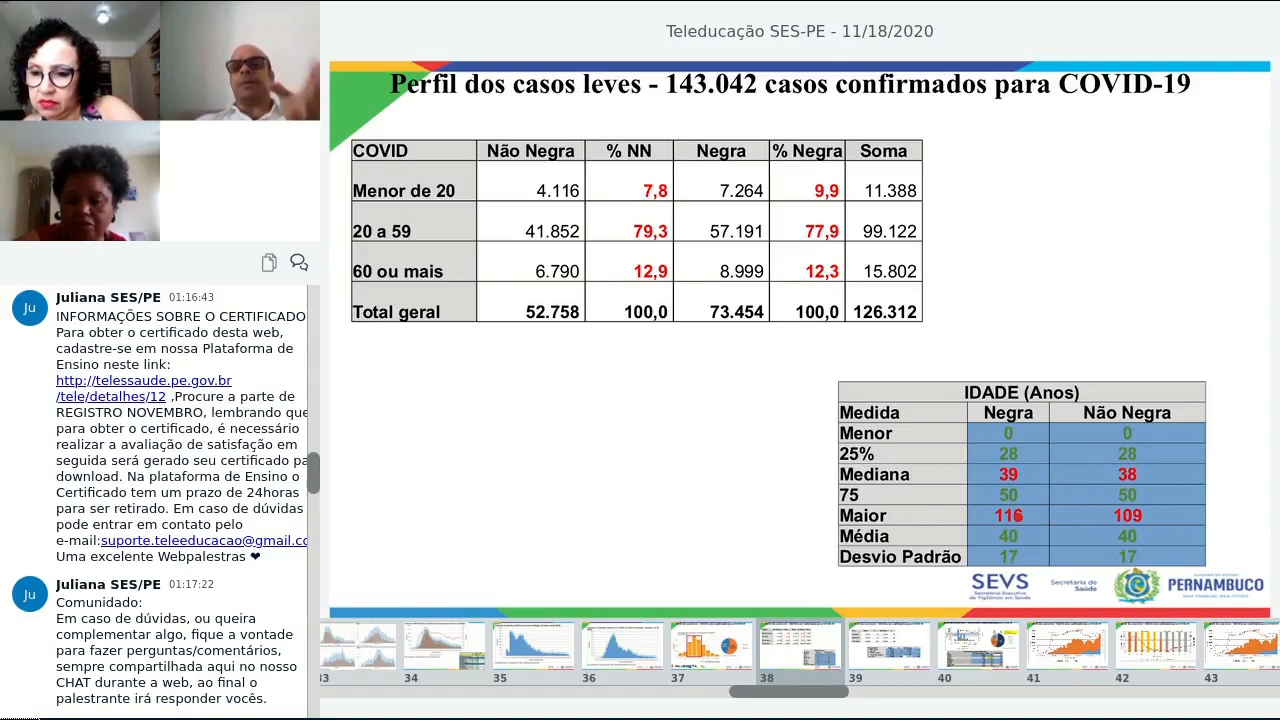 Teleducação SES-PE - 11/18/2020
Perfil dos casos leves - 143.042 casos confirmados para COVID-19
COVID Não Negra % NN Negra % Negra Soma
Menor de 20 4.116 7,8 7.264 9,9 11.388
20 a 59 41.852 79,3 57.191 77,9 99.122
60 ou mais 6.790 12,9 8.999 12,3 15.802
Total geral 52.758 100,0 73.454 100,0 126.312
IDADE (Anos)
Medida Negra Não Negra
Menor 0 0
25% 28 28
Mediana 39 38
75 50 50
Maior 116 109
Média 40 40
Desvio Padrão 17 17
SEVS
Secretaria de
Saúde
PERNAMBUCO
33 34 35 36 37 38 39 40 41 42 43
Ju
Juliana SES/PE 01:16:43
INFORMAÇÕES SOBRE O CERTIFICADO
Para obter o certificado desta web,
cadastre-se em nossa Plataforma de
Ensino neste link:
http://telessaude.pe.gov.br
/tele/detalhes/12 ,Procure a parte de
REGISTRO NOVEMBRO, lembrando que
para obter o certificado, é necessário
realizar a avaliação de satisfação em
seguida será gerado seu certificado pa
download. Na plataforma de Ensino o
Certificado tem um prazo de 24horas
para ser retirado. Em caso de dúvidas
pode entrar em contato pelo
e-mail:suporte.teleeducacao@gmail.co
Uma excelente Webpalestras ❤
Ju
Juliana SES/PE 01:17:22
Comunidado:
Em caso de dúvidas, ou queira
complementar algo, fique a vontade
para fazer perguntas/comentários,
sempre compartilhada aqui no nosso
CHAT durante a web, ao final o
palestrante irá responder vocês.